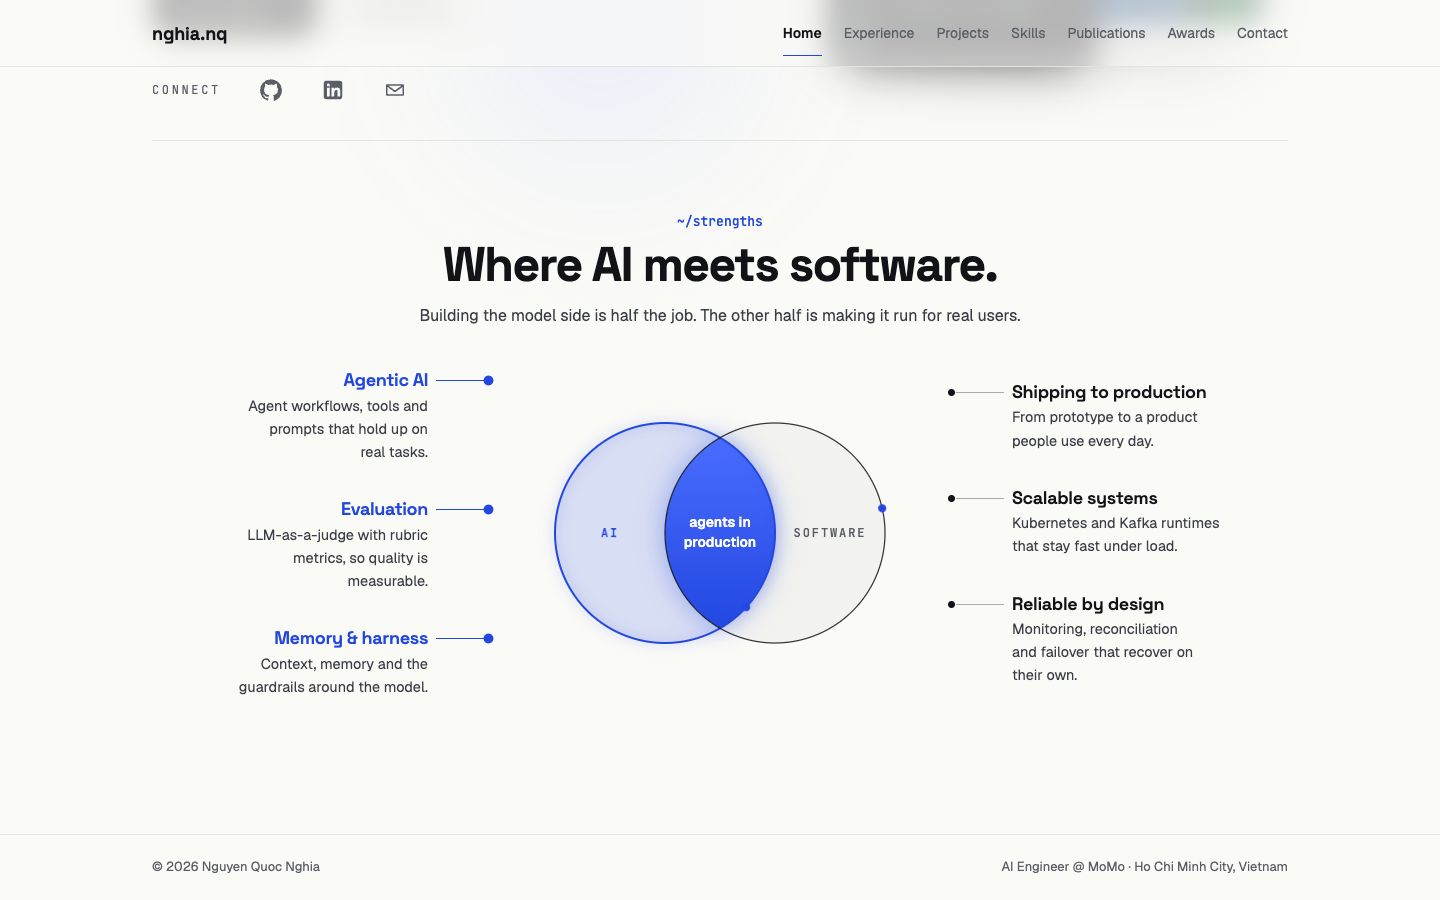 nghia.nq
Home Experience Projects Skills Publications Awards Contact
CONNECT
~/strengths
Where AI meets software.
Building the model side is half the job. The other half is making it run for real users.
Agentic AI
Agent workflows, tools and
prompts that hold up on
real tasks.
Evaluation
LLM-as-a-judge with rubric
metrics, so quality is
measurable.
Memory & harness
Context, memory and the
guardrails around the model.
AI
agents in
production
SOFTWARE
Shipping to production
From prototype to a product
people use every day.
Scalable systems
Kubernetes and Kafka runtimes
that stay fast under load.
Reliable by design
Monitoring, reconciliation
and failover that recover on
their own.
© 2026 Nguyen Quoc Nghia
AI Engineer @ MoMo · Ho Chi Minh City, Vietnam